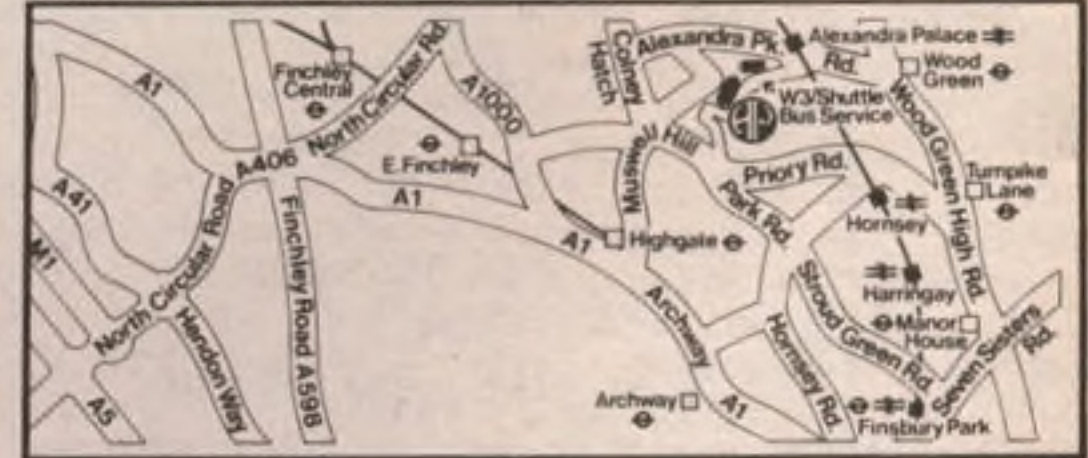 A1
Finchley
Central
North Circular Rd.
A1000
Colney
Hatch
Alexandra Pk.
Rd.
Alexandra Palace
Wood
Green
W3/Shuttle
Bus Service
Wood Green High Rd.
Muswell Hill
A406
E. Finchley
A1
Priory Rd.
Turnpike
Lane
A41
M1
North Circular Road
Finchley Road A598
Hendon Way
A5
A1
Highgate
Park Rd.
Hornsey
Harringay
Manor
House
Archway
Stroud Green Rd.
Hornsey Rd.
Seven Sisters
Rd.
Archway
A1
Finsbury Park